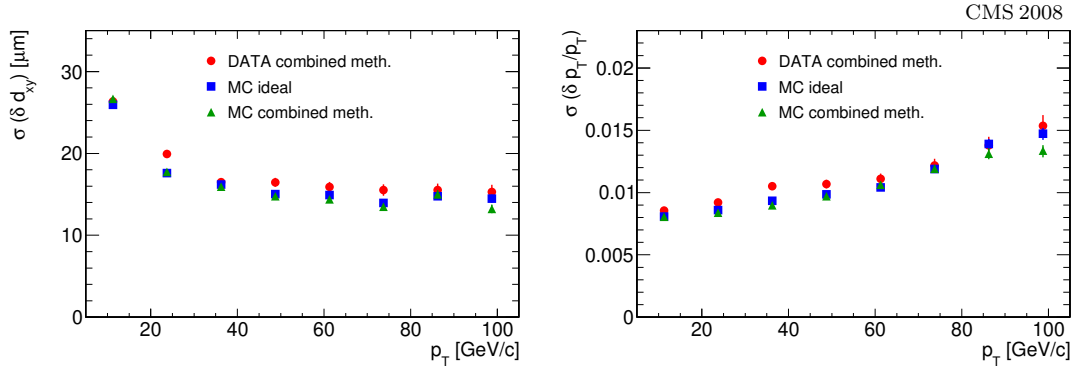 CMS 2008
σ (δ d_xy) [μm]
30
20
10
0
DATA combined meth.
MC ideal
MC combined meth.
20 40 60 80 100
p_T [GeV/c]
σ (δ p_T/p_T)
0.02
0.015
0.01
0.005
0
DATA combined meth.
MC ideal
MC combined meth.
20 40 60 80 100
p_T [GeV/c]